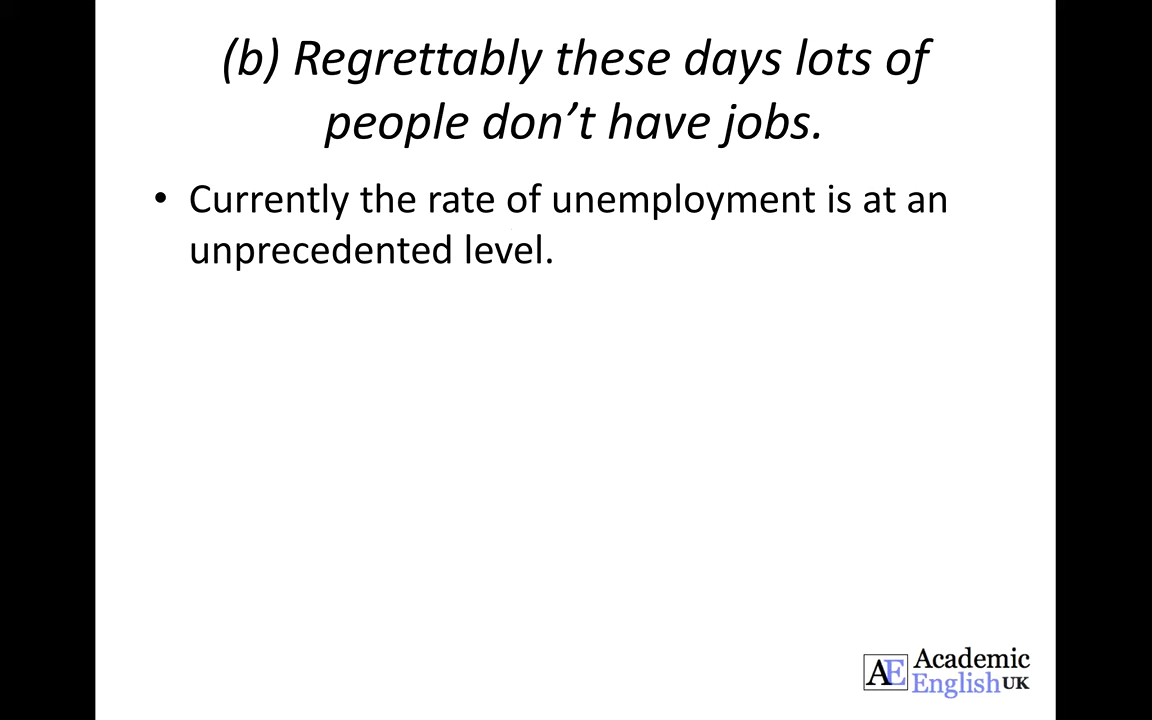 (b) Regrettably these days lots of
people don’t have jobs.
• Currently the rate of unemployment is at an
unprecedented level.
AE Academic
English UK